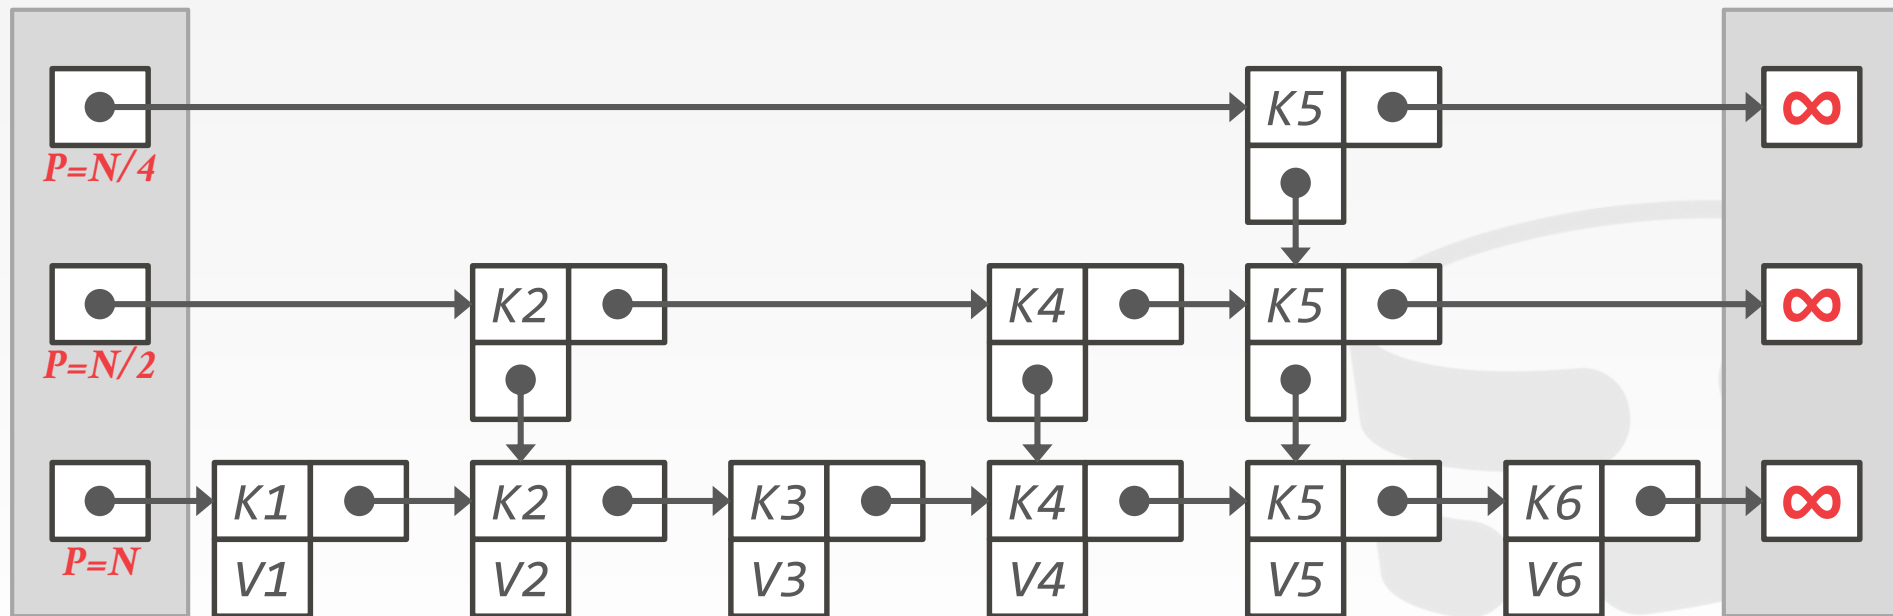 K5 ∞
P=N/4
K2 K4 K5 ∞
P=N/2
K1 K2 K3 K4 K5 K6 ∞
P=N
V1 V2 V3 V4 V5 V6